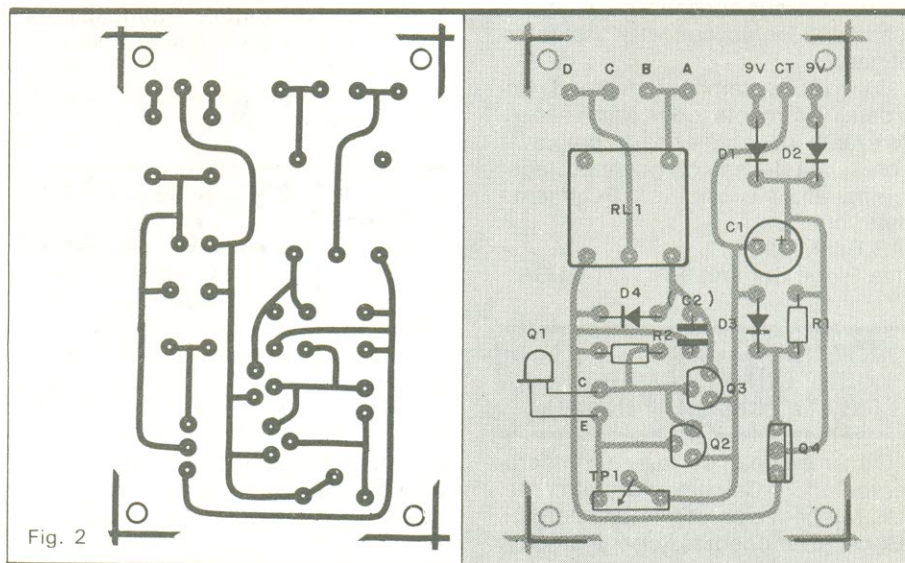 D C B A 9V CT 9V
D1 D2
RL1
C1
- +
D4 (C2)
D3 R1
Q1 R2
C Q3
E
Q2 Q4
TP1
Fig. 2